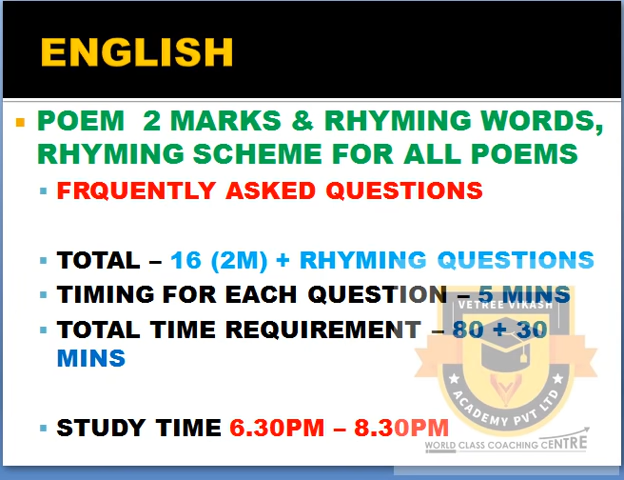 ENGLISH
POEM 2 MARKS & RHYMING WORDS,
RHYMING SCHEME FOR ALL POEMS
FRQUENTLY ASKED QUESTIONS
TOTAL – 16 (2M) + RHYMING QUESTIONS
TIMING FOR EACH QUESTION – 5 MINS
TOTAL TIME REQUIREMENT – 80 + 30
MINS
STUDY TIME 6.30PM – 8.30PM
VETREE VIKASH
ACADEMY PVT LTD
WORLD CLASS COACHING CENTRE